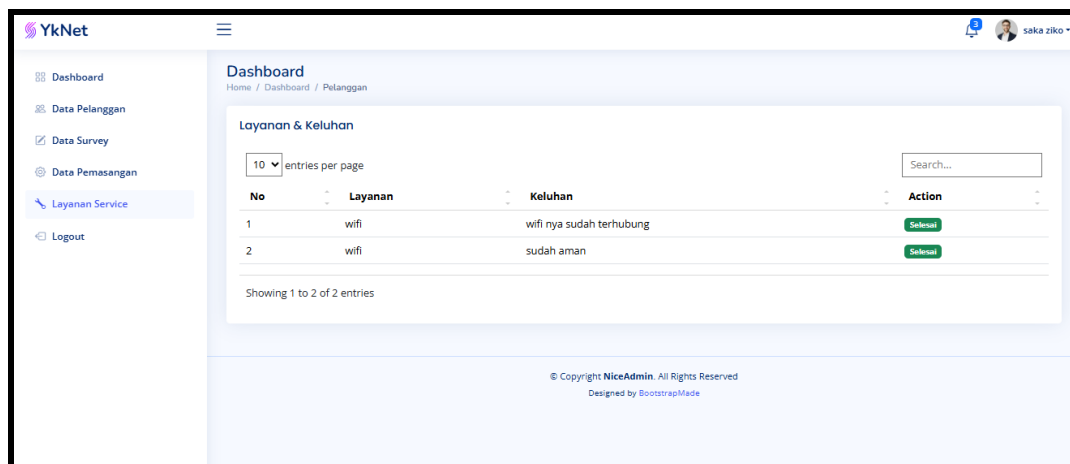 YkNet
3
saka ziko
Dashboard
Data Pelanggan
Data Survey
Data Pemasangan
Layanan Service
Logout
Dashboard
Home / Dashboard / Pelanggan
Layanan & Keluhan
10 entries per page
Search...
No Layanan Keluhan Action
1 wifi wifi nya sudah terhubung Selesai
2 wifi sudah aman Selesai
Showing 1 to 2 of 2 entries
© Copyright NiceAdmin. All Rights Reserved
Designed by BootstrapMade